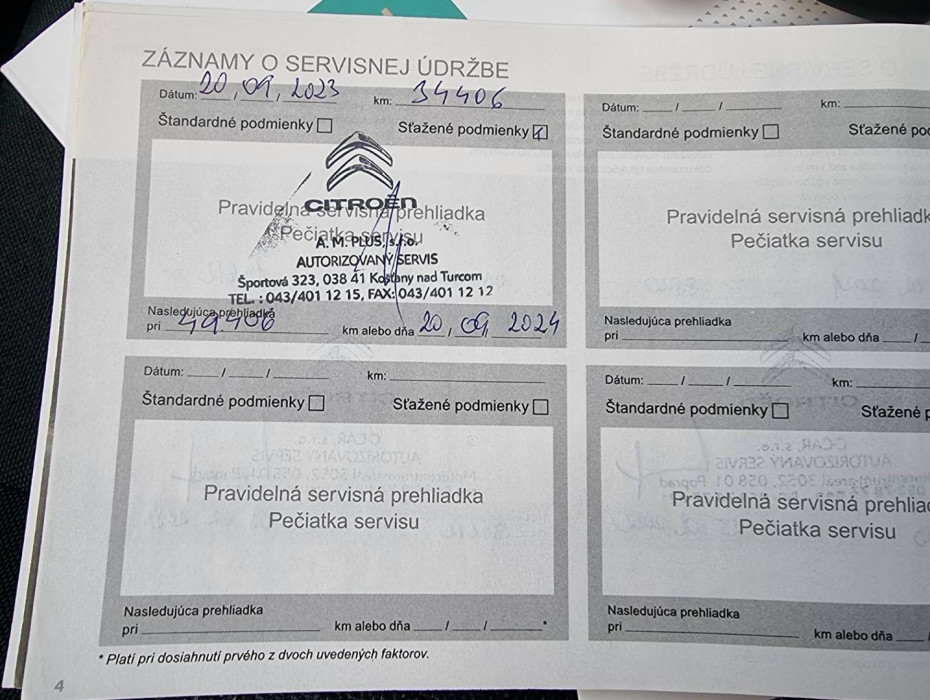 ZÁZNAMY O SERVISNEJ ÚDRŽBE
Dátum: 20 / 09 / 2023 km: 34406
Štandardné podmienky Sťažené podmienky
CITROËN
Pravidelná servisná prehliadka
Pečiatka servisu
A. M. PLUS, s.r.o.
AUTORIZOVANÝ SERVIS
Športová 323, 038 41 Košťany nad Turcom
TEL. : 043/401 12 15, FAX: 043/401 12 12
Nasledujúca prehliadka
pri 49406 km alebo dňa 20, 09, 2024
Dátum: / / km:
Štandardné podmienky Sťažené
Pravidelná servisná
Pečiatka servisu
Nasledujúca prehliadka
pri km alebo dňa /
Dátum: / / km:
Štandardné podmienky Sťažené podmienky
Pravidelná servisná prehliadka
Pečiatka servisu
Nasledujúca prehliadka
pri km alebo dňa / / *
Dátum: / / km:
Štandardné podmienky Sťažené
Pravidelná servisná
Pečiatka servisu
Nasledujúca prehliadka
pri km alebo dňa /
* Platí pri dosiahnutí prvého z dvoch uvedených faktorov.
4